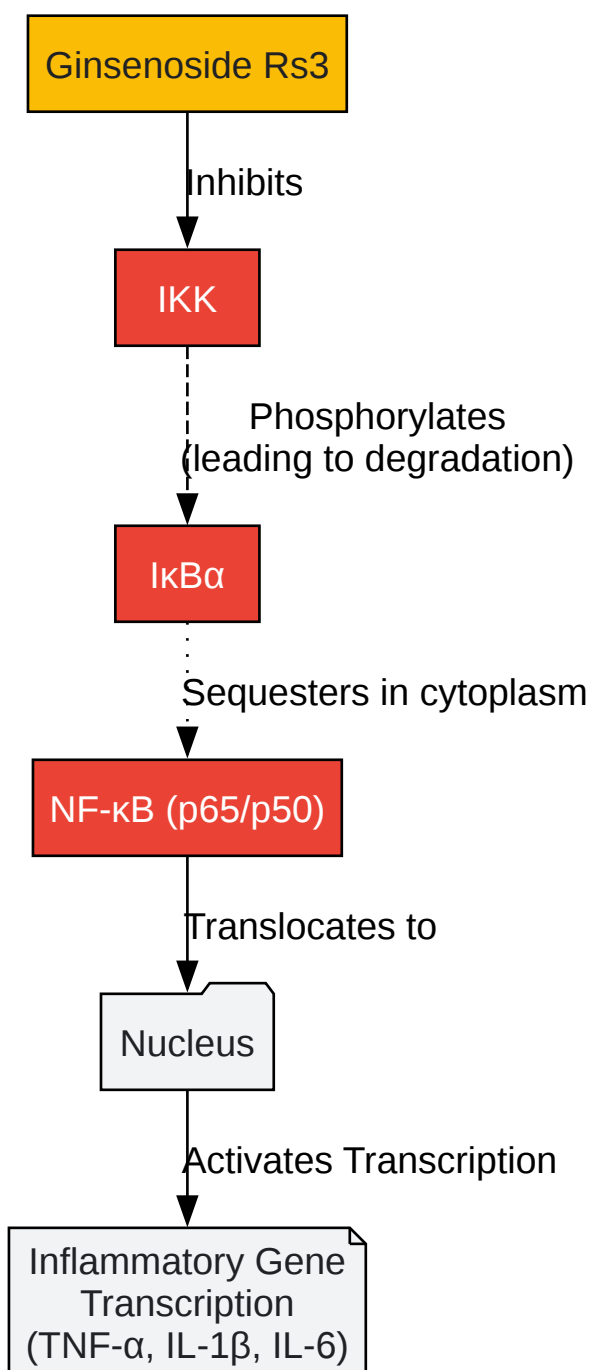 Ginsenoside Rs3
Inhibits
IKK
Phosphorylates
(leading to degradation)
IκBα
Sequesters in cytoplasm
NF-κB (p65/p50)
Translocates to
Nucleus
Activates Transcription
Inflammatory Gene
Transcription
(TNF-α, IL-1β, IL-6)